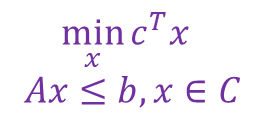 min c^T x
x
Ax ≤ b, x ∈ C